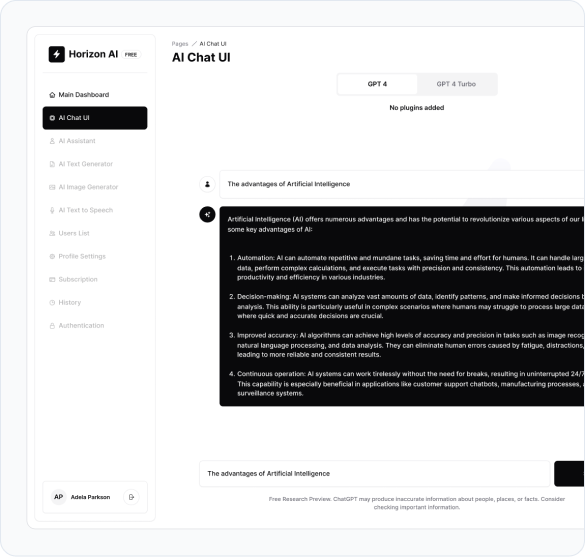 Horizon AI FREE
Main Dashboard
AI Chat UI
AI Assistant
AI Text Generator
AI Image Generator
AI Text to Speech
Users List
Profile Settings
Subscription
History
Authentication
AP Adela Parkson
Pages / AI Chat UI
AI Chat UI
GPT 4 GPT 4 Turbo
No plugins added
The advantages of Artificial Intelligence
Artificial Intelligence (AI) offers numerous advantages and has the potential to revolutionize various aspects of our
some key advantages of AI:
1. Automation: AI can automate repetitive and mundane tasks, saving time and effort for humans. It can handle
data, perform complex calculations, and execute tasks with precision and consistency. This automation leads to
productivity and efficiency in various industries.
2. Decision-making: AI systems can analyze vast amounts of data, identify patterns, and make informed decisions
analysis. This ability is particularly useful in complex scenarios where humans may struggle to process large data
where quick and accurate decisions are crucial.
3. Improved accuracy: AI algorithms can achieve high levels of accuracy and precision in tasks such as image
natural language processing, and data analysis. They can eliminate human errors caused by fatigue, distractions,
leading to more reliable and consistent results.
4. Continuous operation: AI systems can work tirelessly without the need for breaks, resulting in uninterrupted 24/7
This capability is especially beneficial in applications like customer support chatbots, manufacturing processes,
surveillance systems.
The advantages of Artificial Intelligence
Free Research Preview. ChatGPT may produce inaccurate information about people, places, or facts. Consider
checking important information.